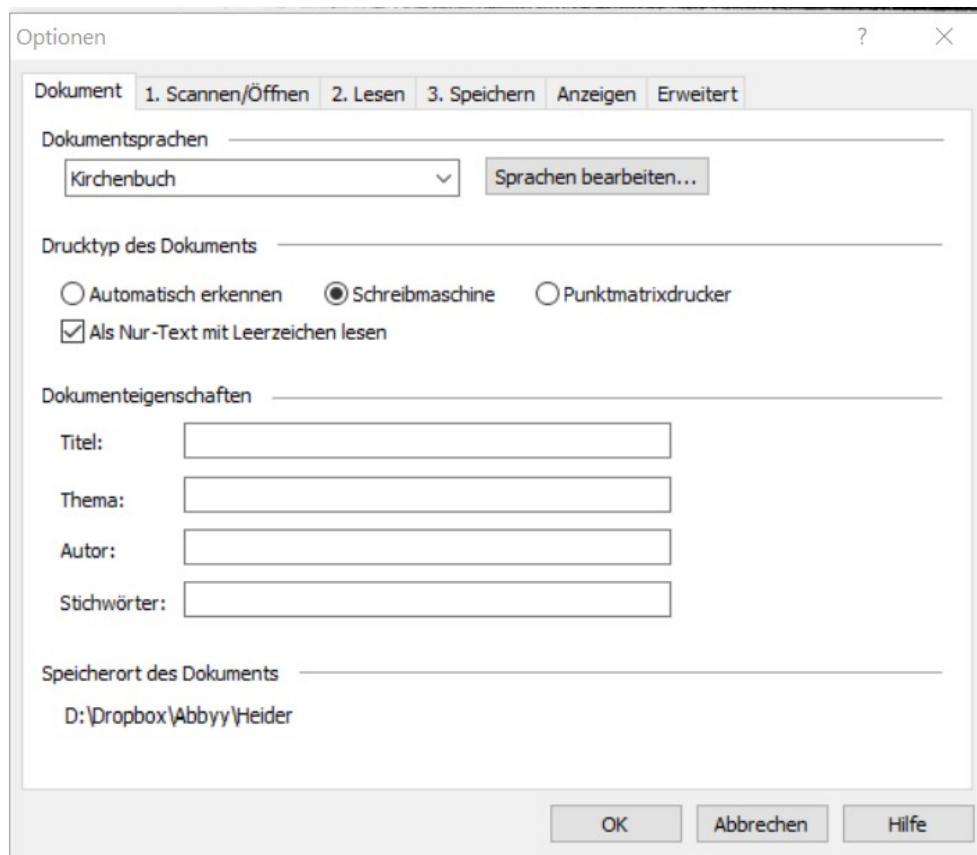 Optionen ?
Dokument 1. Scannen/Öffnen 2. Lesen 3. Speichern Anzeigen Erweitert
Dokumentsprachen
Kirchenbuch Sprachen bearbeiten...
Drucktyp des Dokuments
Automatisch erkennen Schreibmaschine Punktmatrixdrucker
Als Nur-Text mit Leerzeichen lesen
Dokumenteigenschaften
Titel:
Thema:
Autor:
Stichwörter:
Speicherort des Dokuments
D:\Dropbox\Abbyy\Heider
OK Abbrechen Hilfe